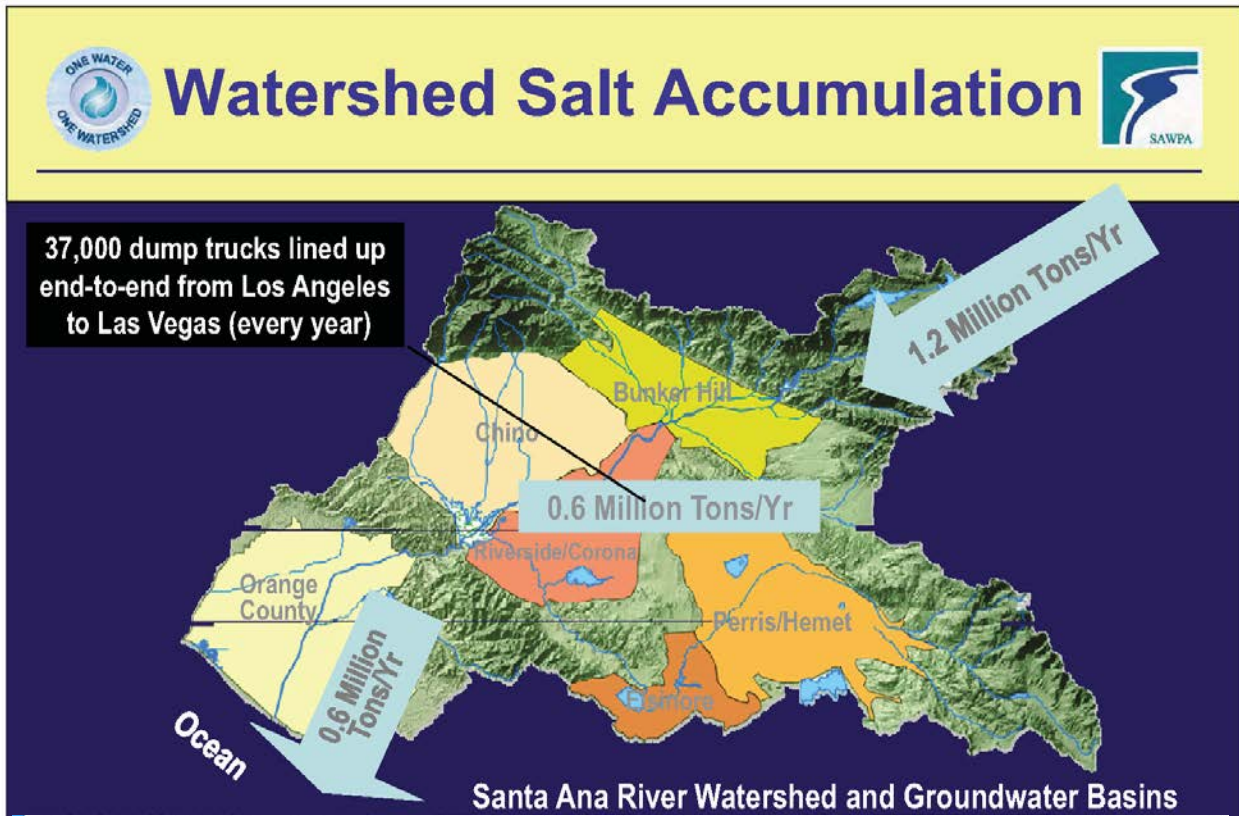 ONE WATER
ONE WATERSHED
Watershed Salt Accumulation
SAWPA
37,000 dump trucks lined up
end-to-end from Los Angeles
to Las Vegas (every year)
1.2 Million Tons/Yr
Bunker Hill
Chino
0.6 Million Tons/Yr
Riverside/Corona
Orange
County
Perris/Hemet
Elsinore
0.6 Million
Tons/Yr
Ocean
Santa Ana River Watershed and Groundwater Basins